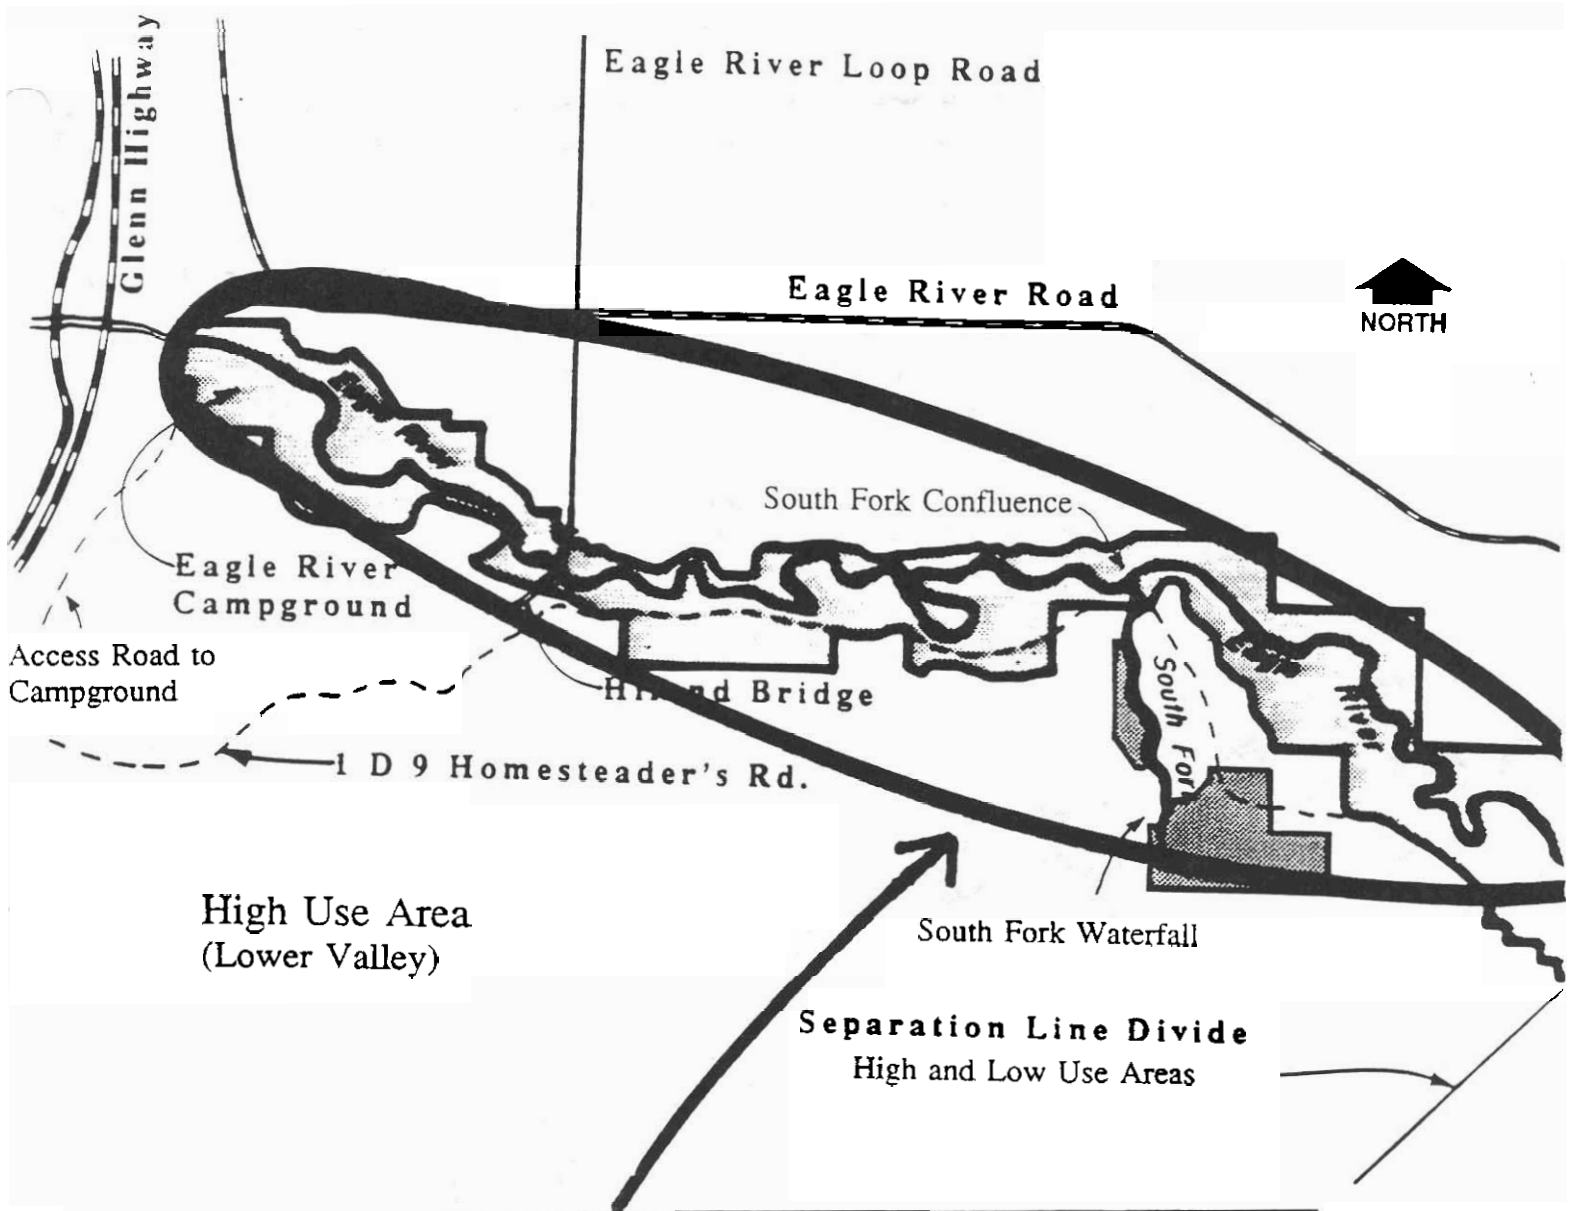 Glenn Highway
Eagle River Loop Road
Eagle River Road
NORTH
South Fork Confluence
Eagle River
Campground
Access Road to
Campground
Bridge
South
River
1 D 9 Homesteader's Rd.
High Use Area
(Lower Valley)
South Fork Waterfall
Separation Line Divide
High and Low Use Areas